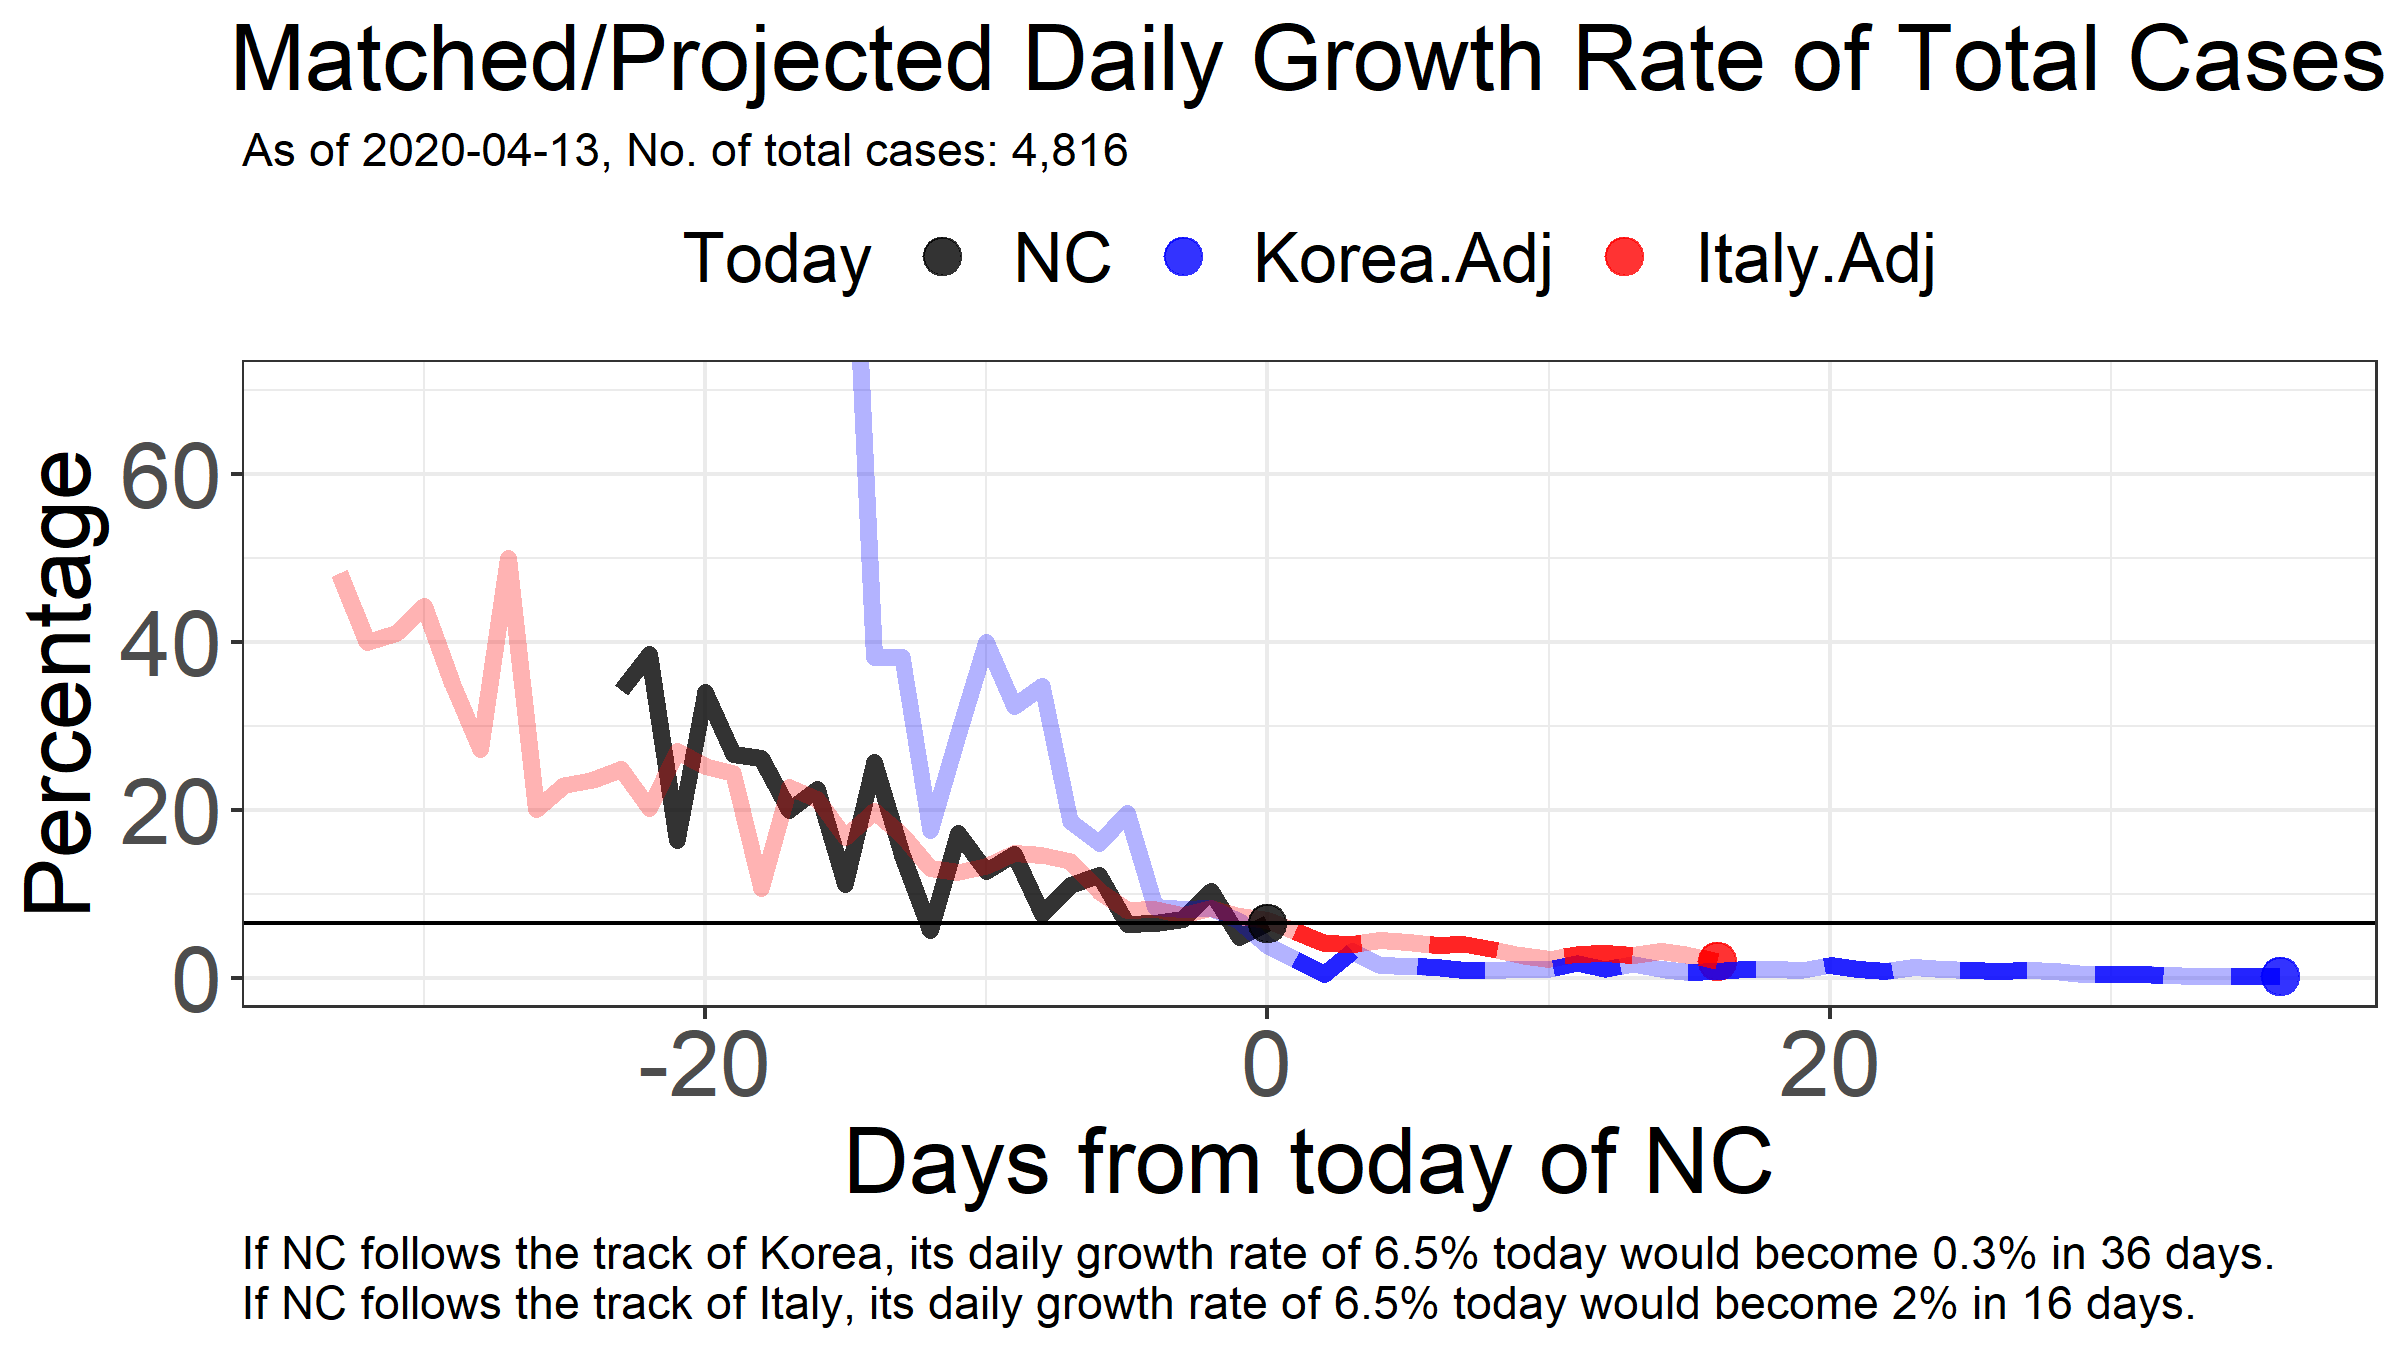 Matched/Projected Daily Growth Rate of Total Cases
As of 2020-04-13, No. of total cases: 4,816
Today NC Korea.Adj Italy.Adj
Percentage
60
40
20
0
-20 0 20
Days from today of NC
If NC follows the track of Korea, its daily growth rate of 6.5% today would become 0.3% in 36 days.
If NC follows the track of Italy, its daily growth rate of 6.5% today would become 2% in 16 days.